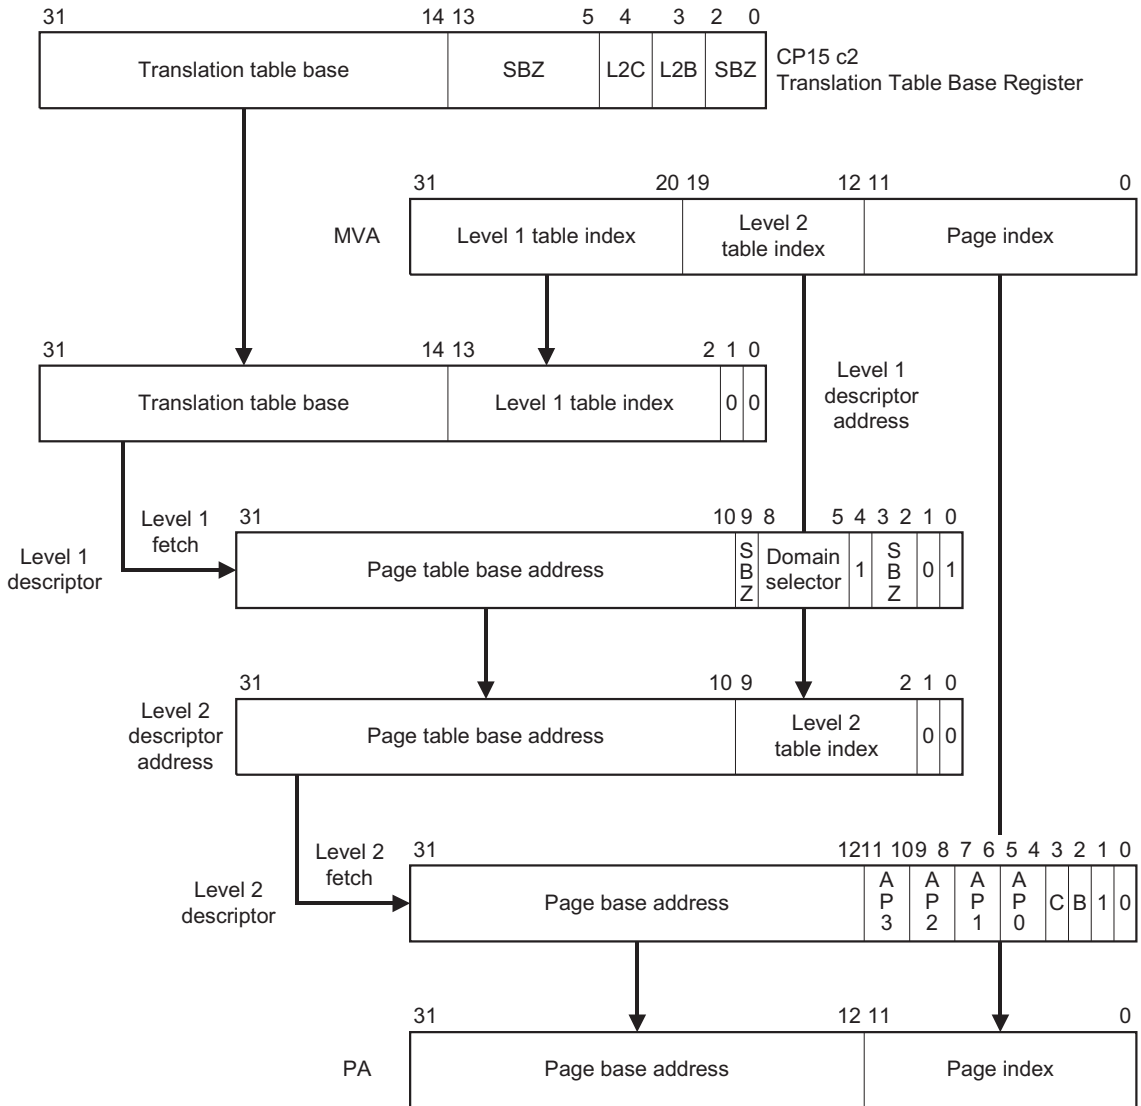 31 14 13 5 4 3 2 0
Translation table base SBZ L2C L2B SBZ
CP15 c2
Translation Table Base Register
31 20 19 12 11 0
MVA
Level 1 table index
Level 2
table index
Page index
31 14 13 2 1 0
Translation table base Level 1 table index 0 0
Level 1
descriptor
address
Level 1
fetch
Level 1
descriptor
31 10 9 8 5 4 3 2 1 0
Page table base address
S
B
Z
Domain
selector
1
S
B
Z
0 1
31 10 9 2 1 0
Level 2
descriptor
address
Page table base address
Level 2
table index
0 0
Level 2
fetch
Level 2
descriptor
31 12 11 10 9 8 7 6 5 4 3 2 1 0
Page base address
A
P
3
A
P
2
A
P
1
A
P
0
C B 1 0
31 12 11 0
PA
Page base address Page index